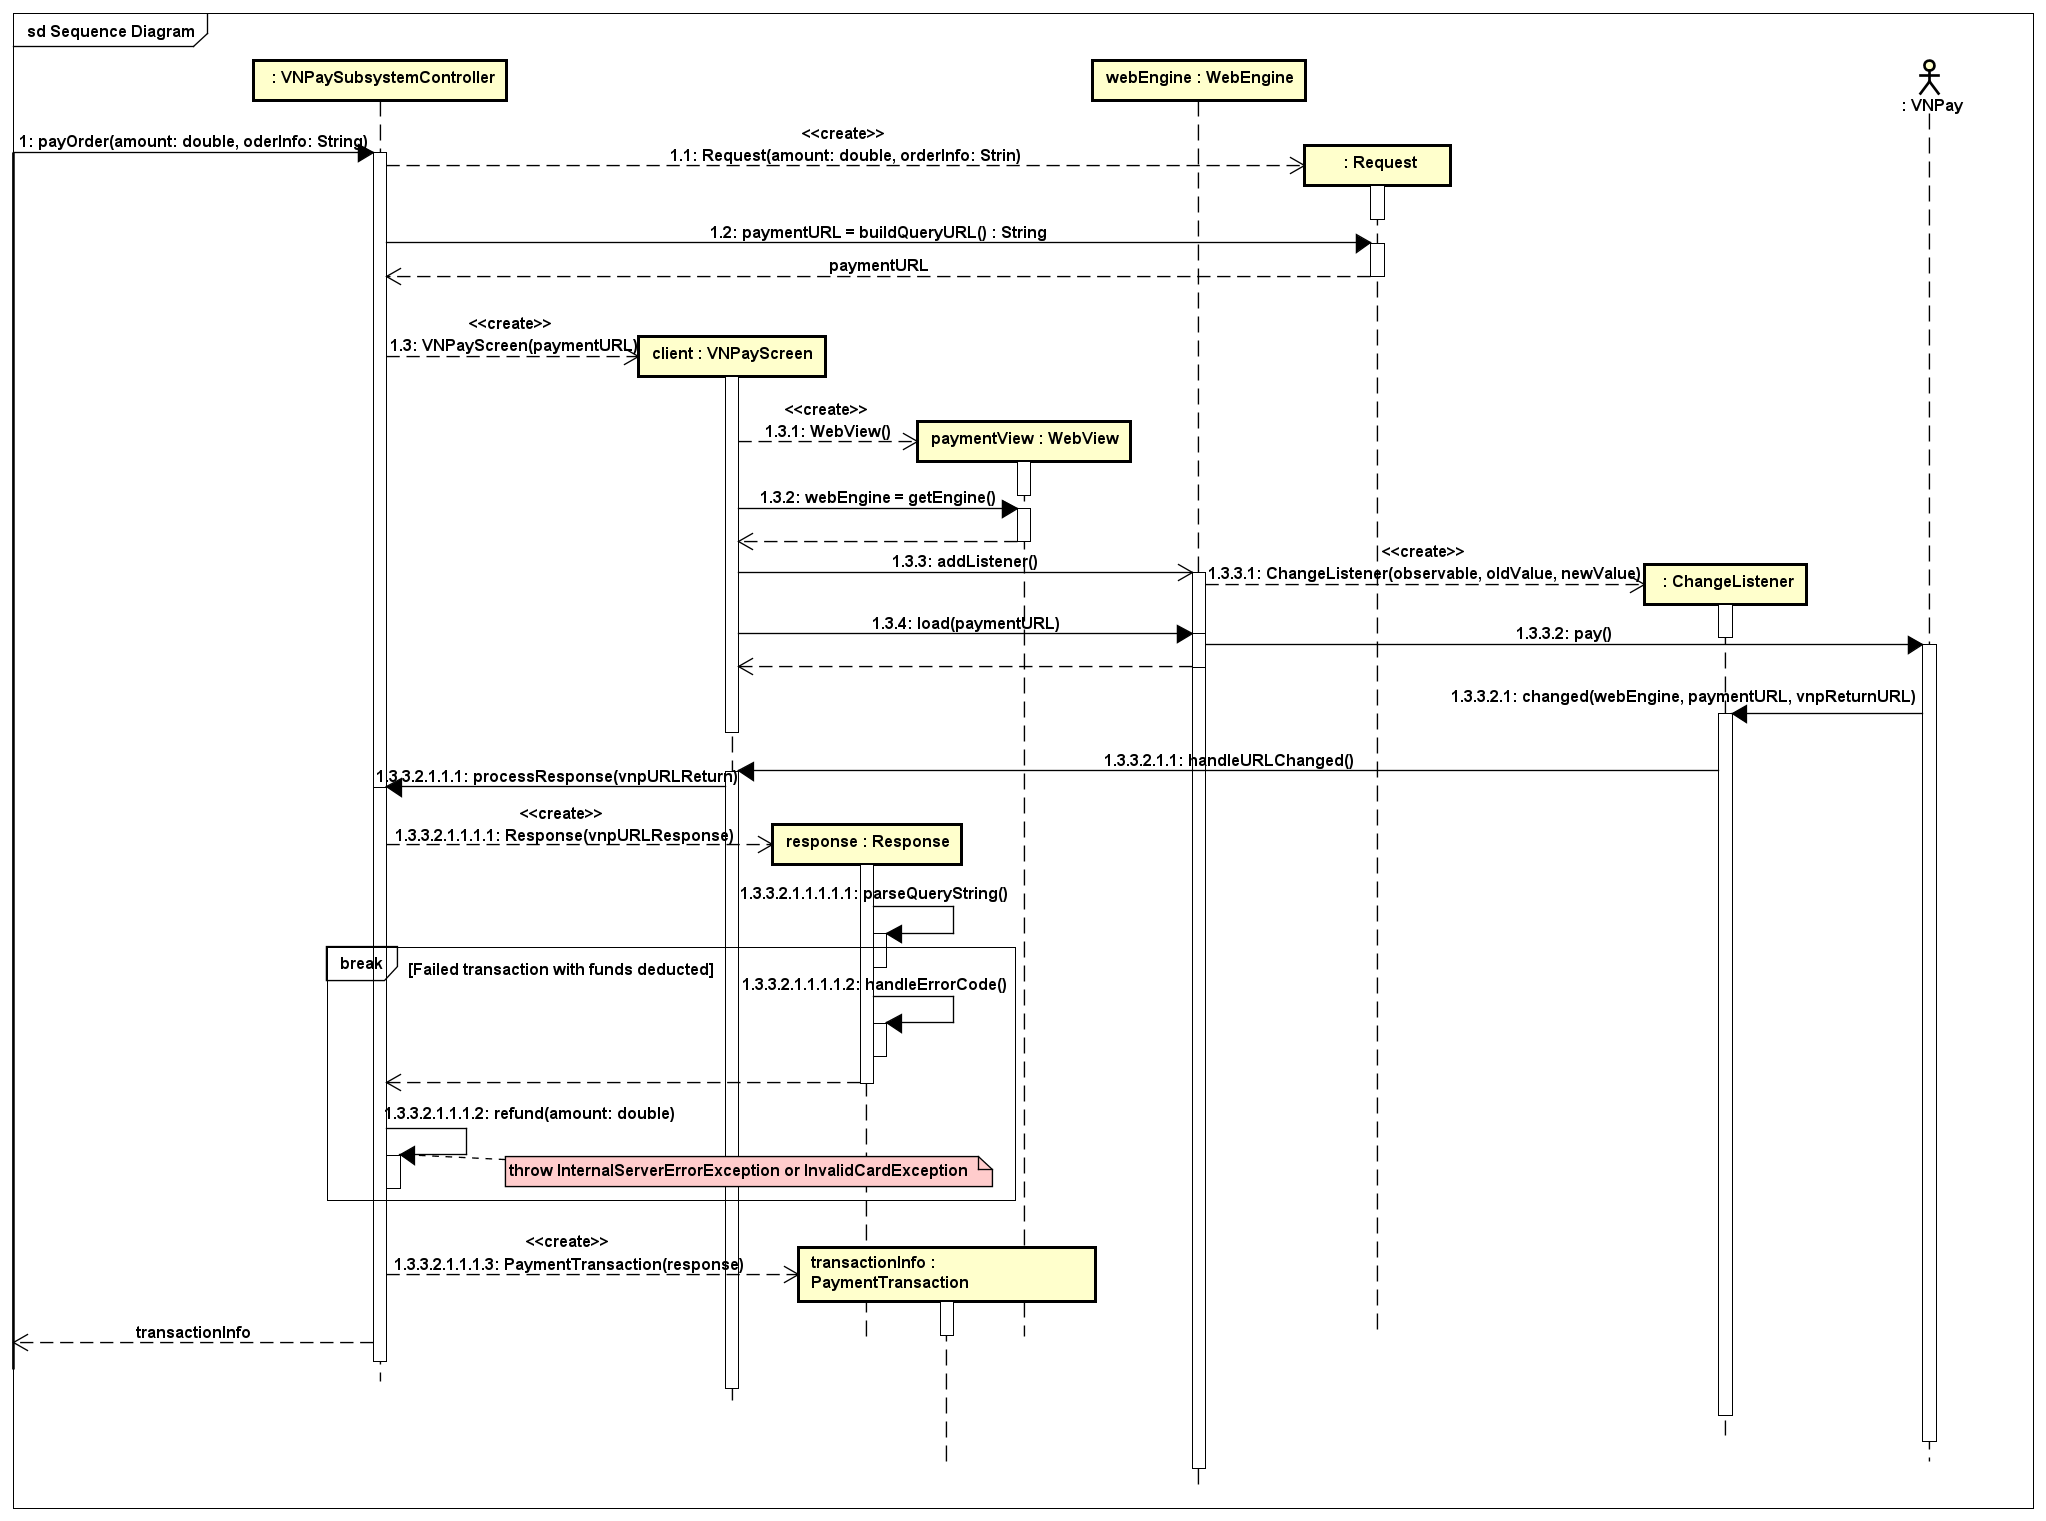 sd Sequence Diagram
: VNPaySubsystemController
webEngine : WebEngine
: VNPay
1: payOrder(amount: double, oderInfo: String)
<<create>>
1.1: Request(amount: double, orderInfo: Strin)
: Request
1.2: paymentURL = buildQueryURL() : String
paymentURL
<<create>>
1.3: VNPayScreen(paymentURL)
client : VNPayScreen
<<create>>
1.3.1: WebView()
paymentView : WebView
1.3.2: webEngine = getEngine()
1.3.3: addListener()
<<create>>
1.3.3.1: ChangeListener(observable, oldValue, newValue)
: ChangeListener
1.3.4: load(paymentURL)
1.3.3.2: pay()
1.3.3.2.1: changed(webEngine, paymentURL, vnpReturnURL)
1.3.3.2.1.1: handleURLChanged()
1.3.3.2.1.1.1: processResponse(vnpURLReturn)
<<create>>
1.3.3.2.1.1.1.1: Response(vnpURLResponse)
response : Response
1.3.3.2.1.1.1.1.1: parseQueryString()
break
[Failed transaction with funds deducted]
1.3.3.2.1.1.1.1.2: handleErrorCode()
1.3.3.2.1.1.1.2: refund(amount: double)
throw InternalServerErrorException or InvalidCardException
<<create>>
1.3.3.2.1.1.1.3: PaymentTransaction(response)
transactionInfo :
PaymentTransaction
transactionInfo